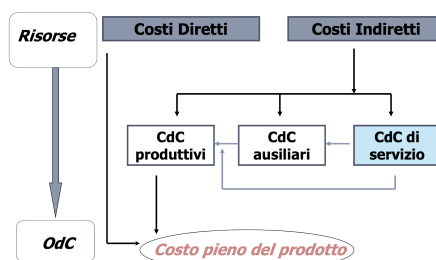 Risorse
Costi Diretti
Costi Indiretti
CdC
produttivi
CdC
ausiliari
CdC di
servizio
OdC
Costo pieno del prodotto